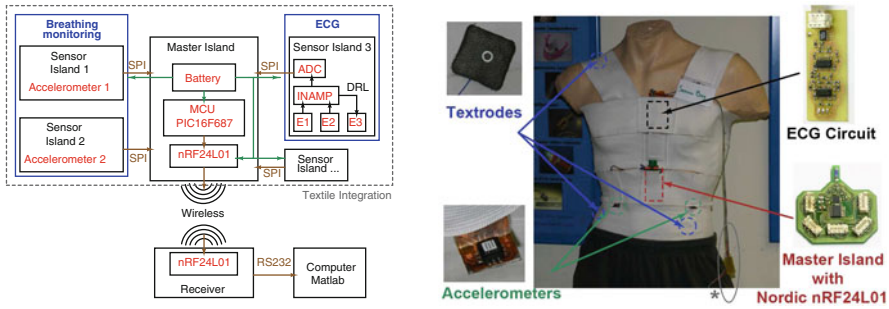 Breathing monitoring
ECG
Sensor Island 1
Accelerometer 1
SPI
Master Island
SPI
Sensor Island 3
Battery
ADC
DRL
INAMP
MCU
PIC16F687
E1
E2
E3
Sensor Island 2
Accelerometer 2
SPI
nRF24L01
SPI
Sensor Island ...
Textile Integration
Wireless
nRF24L01
RS232
Receiver
Computer Matlab
Textrodes
ECG Circuit
Accelerometers
*
Master Island
with
Nordic nRF24L01